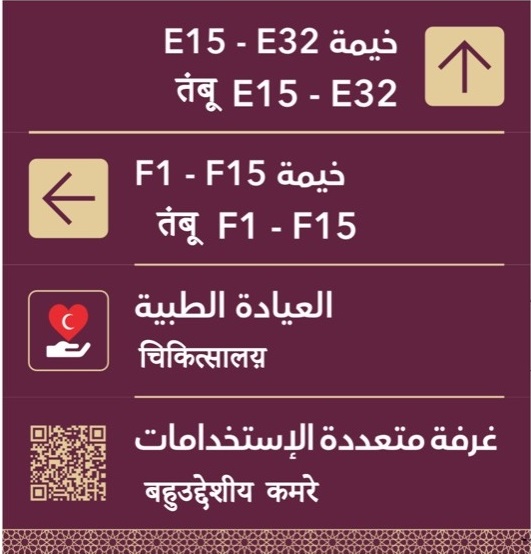 خيمة E15 - E32
तंबू E15 - E32
خيمة F1 - F15
तंबू F1 - F15
العيادة الطبية
चिकित्सालय़
غرفة متعددة الإستخدامات
बहुउद्देशीय कमरे